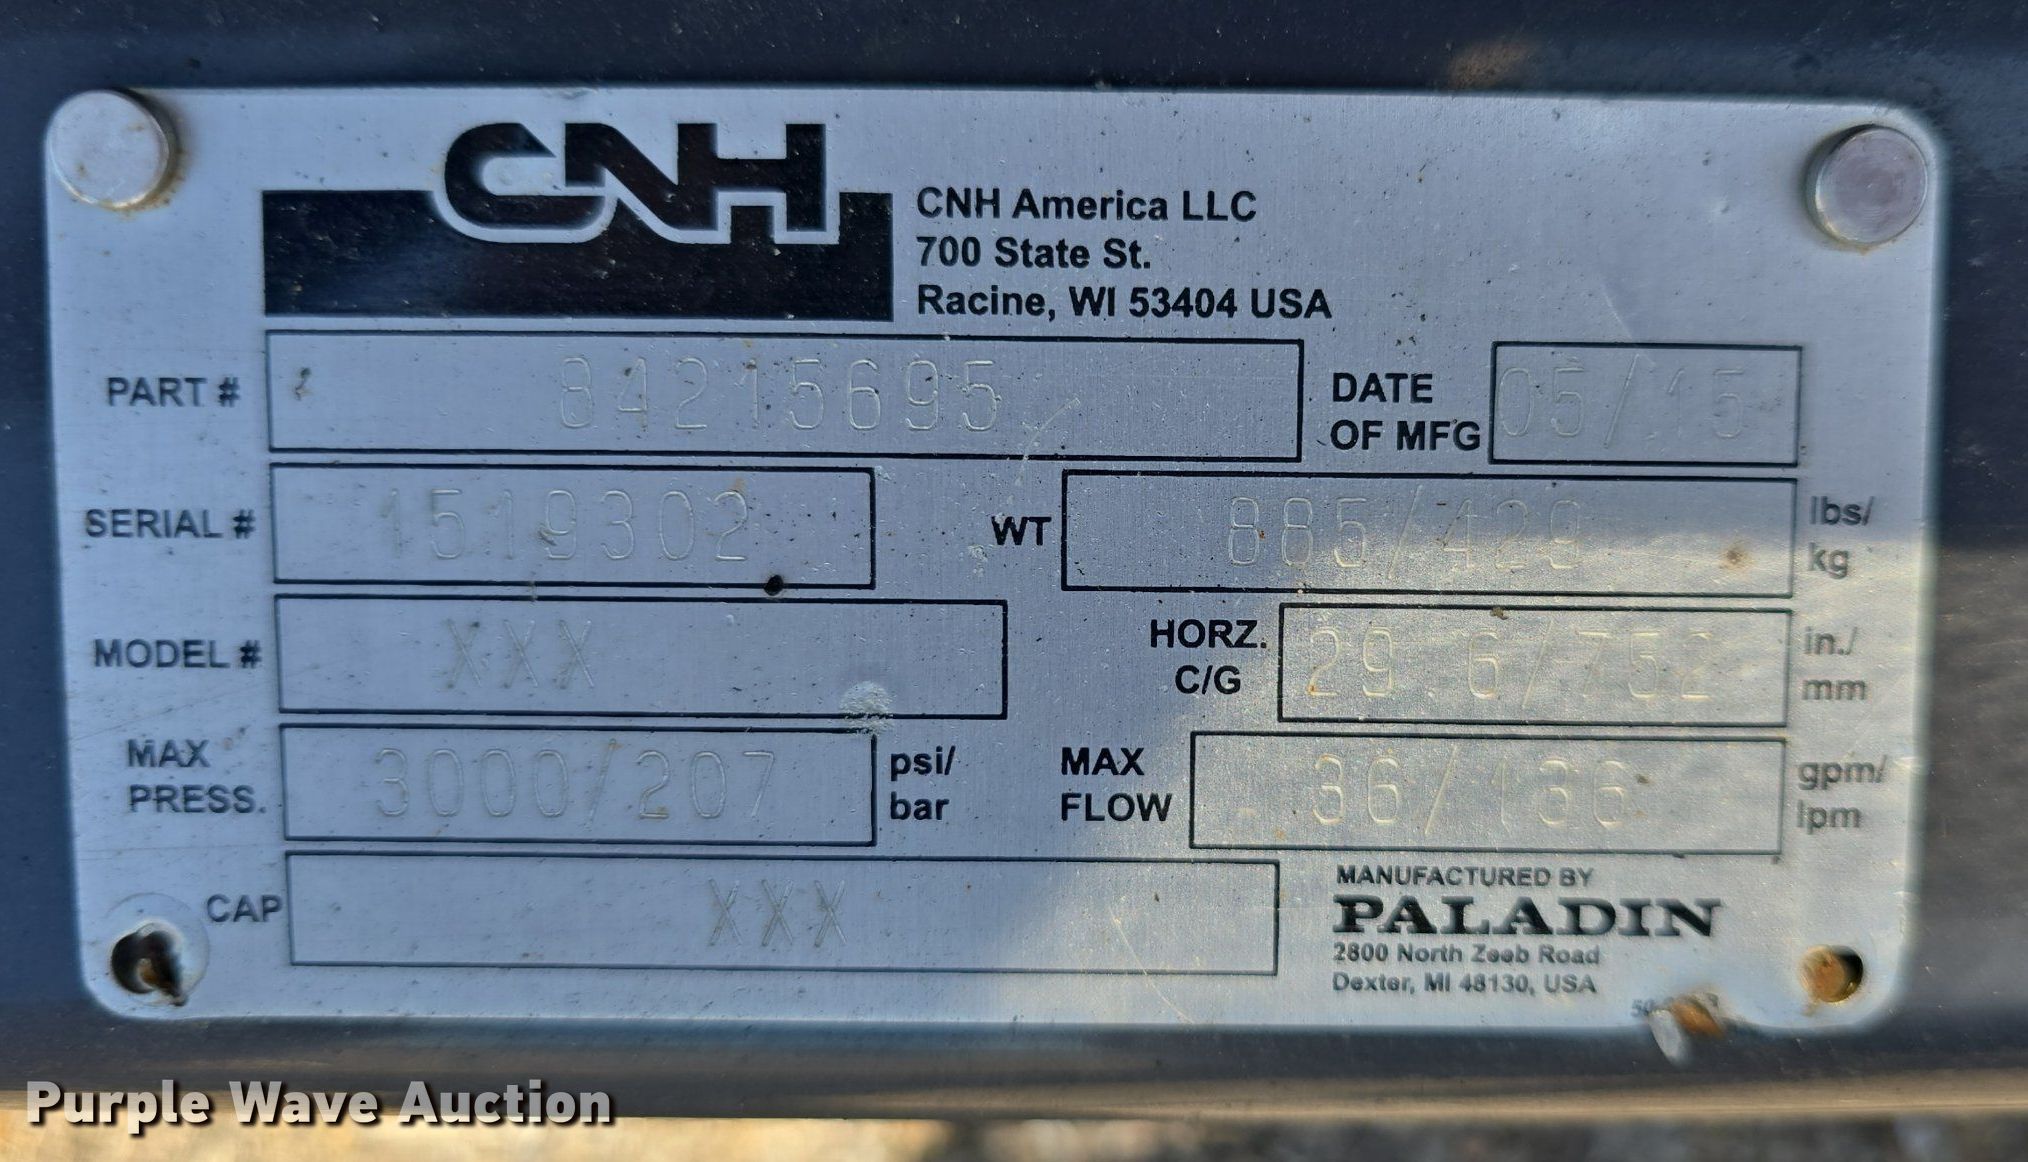 CNH
CNH America LLC
700 State St.
Racine, WI 53404 USA
PART # 84215695
DATE OF MFG 05/15
SERIAL # 1519302
WT 885/429 lbs/kg
MODEL # XXX
HORZ. C/G 29.6/752 in./mm
MAX PRESS. 3000/207 psi/bar
MAX FLOW 36/136 gpm/lpm
CAP XXX
MANUFACTURED BY
PALADIN
2800 North Zeeb Road
Dexter, MI 48130, USA
Purple Wave Auction